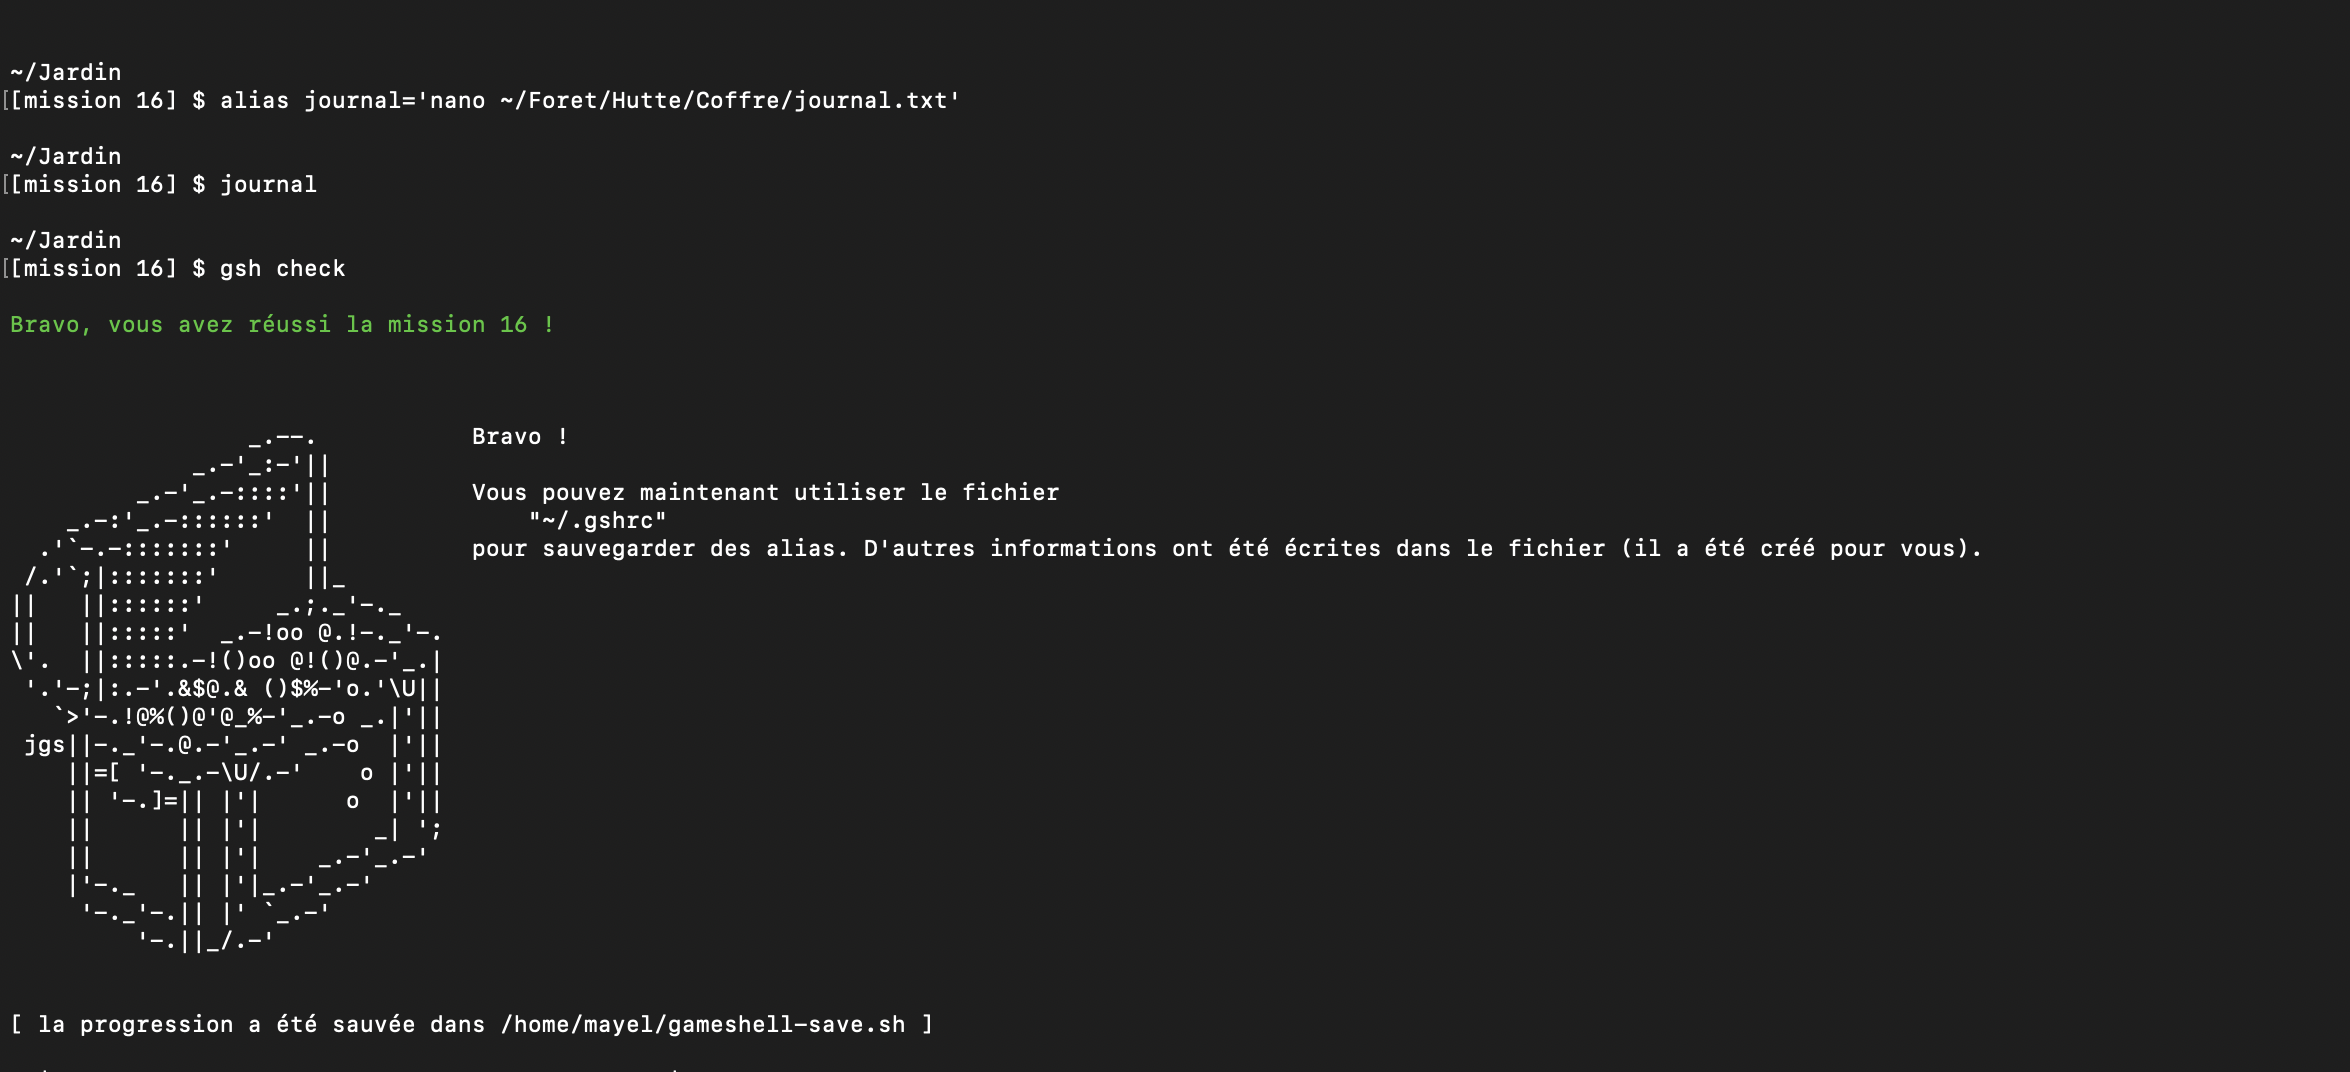 ~/Jardin
[[mission 16] $ alias journal='nano ~/Foret/Hutte/Coffre/journal.txt'
~/Jardin
[[mission 16] $ journal
~/Jardin
[[mission 16] $ gsh check
Bravo, vous avez réussi la mission 16 !
Bravo !
Vous pouvez maintenant utiliser le fichier
"~/.gshrc"
pour sauvegarder des alias. D'autres informations ont été écrites dans le fichier (il a été créé pour vous).
jgs
[ la progression a été sauvée dans /home/mayel/gameshell-save.sh ]